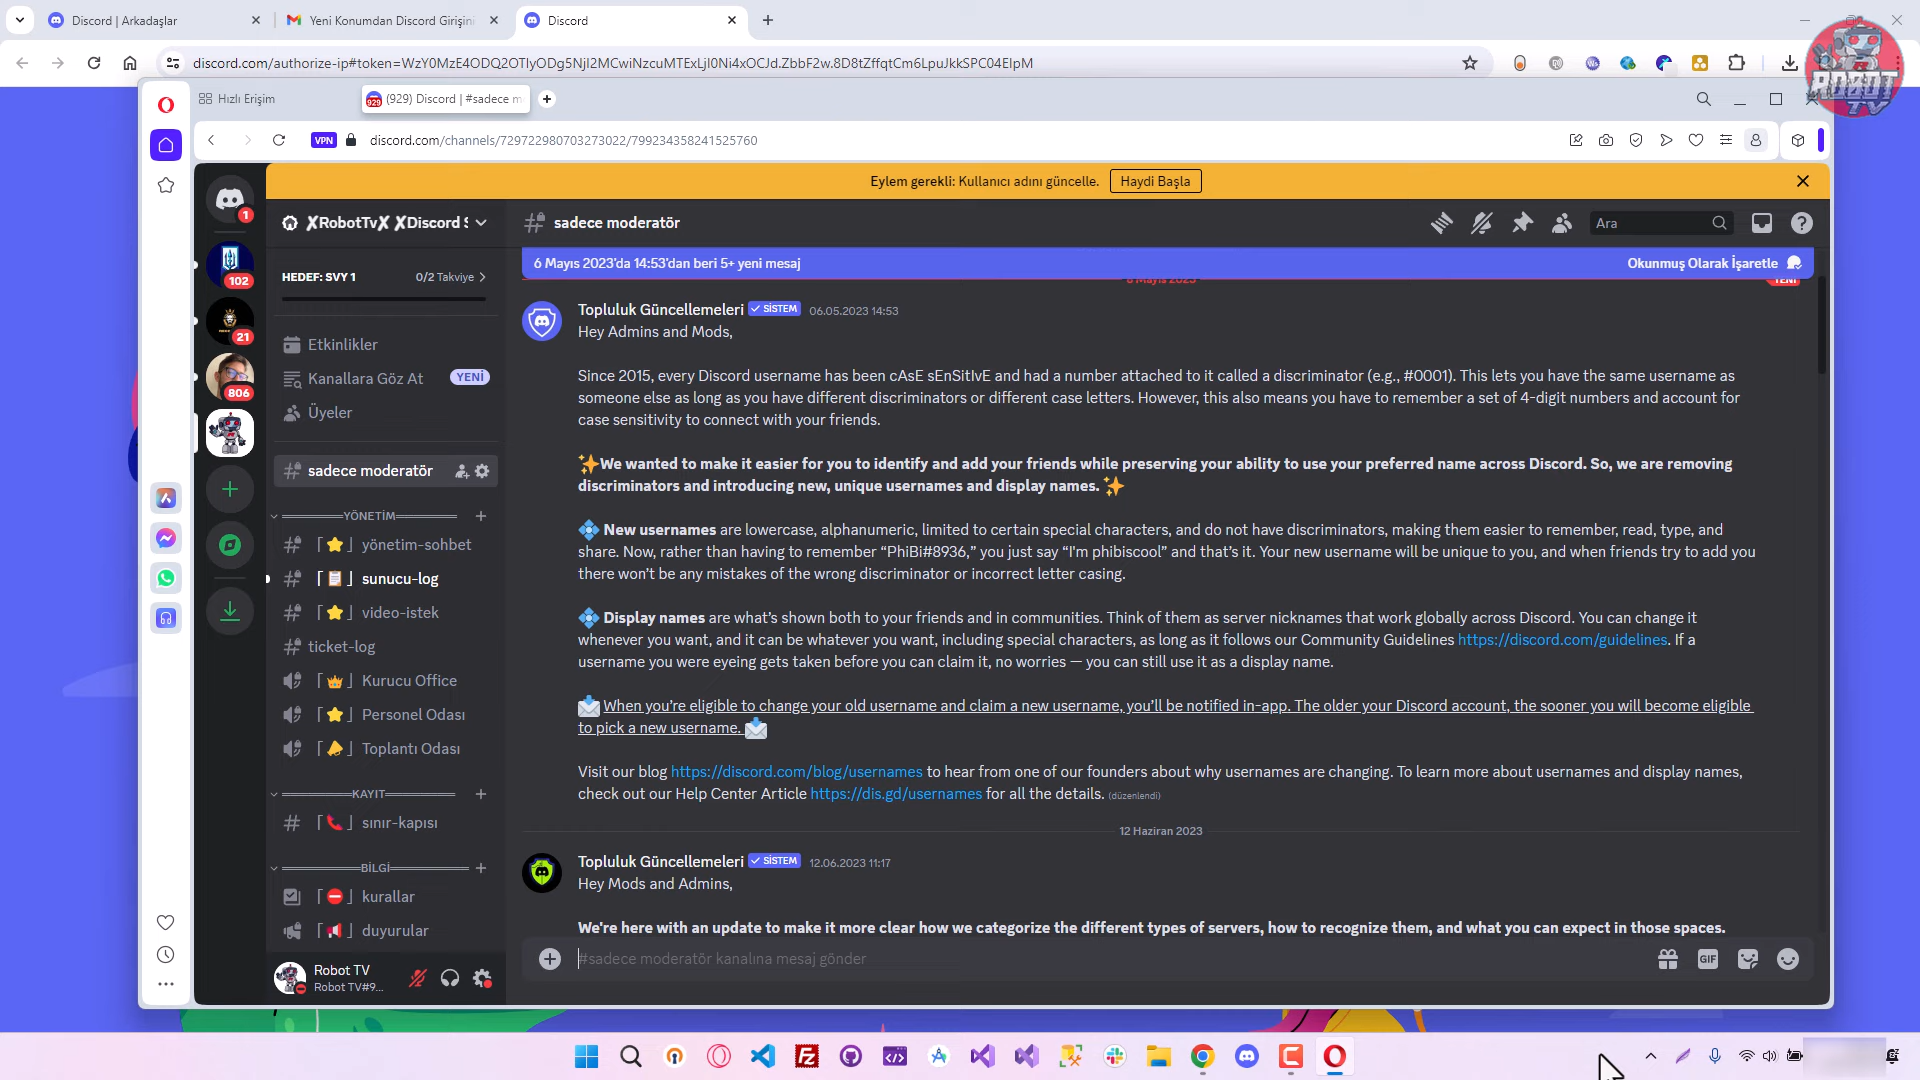 Discord | Arkadaşlar
Yeni Konumdan Discord Girişini
Discord
discord.com/authorize-ip#token=WzY0MzE4ODQ2OTIyODg5NjI2MCwiNzcuMTExLjI0Ni4xOCJd.ZbbF2w.8D8tZffqtCm6LpuJkkSPC04EIpM
ROBOT
TV
Hızlı Erişim
929
(929) Discord | #sadece m
VPN
discord.com/channels/729722980703273022/799234358241525760
Eylem gerekli: Kullanıcı adını güncelle.
Haydi Başla
1
102
21
806
✗RobotTv✗ ✗Discord S
HEDEF: SVY 1
0/2 Takviye
Etkinlikler
Kanallara Göz At
YENİ
Üyeler
sadece moderatör
YÖNETİM
yönetim-sohbet
sunucu-log
video-istek
ticket-log
Kurucu Office
Personel Odası
Toplantı Odası
KAYIT
sınır-kapısı
BİLGİ
kurallar
duyurular
Robot TV
Robot TV#9...
sadece moderatör
Ara
6 Mayıs 2023'da 14:53'dan beri 5+ yeni mesaj
Okunmuş Olarak İşaretle
6 Mayıs 2023
YENİ
Topluluk Güncellemeleri ✓ SİSTEM 06.05.2023 14:53
Hey Admins and Mods,
Since 2015, every Discord username has been cAsE sEnSitIvE and had a number attached to it called a discriminator (e.g., #0001). This lets you have the same username as
someone else as long as you have different discriminators or different case letters. However, this also means you have to remember a set of 4-digit numbers and account for
case sensitivity to connect with your friends.
✨We wanted to make it easier for you to identify and add your friends while preserving your ability to use your preferred name across Discord. So, we are removing
discriminators and introducing new, unique usernames and display names. ✨
💠 New usernames are lowercase, alphanumeric, limited to certain special characters, and do not have discriminators, making them easier to remember, read, type, and
share. Now, rather than having to remember “PhiBi#8936,” you just say “I'm phibiscool” and that’s it. Your new username will be unique to you, and when friends try to add you
there won’t be any mistakes of the wrong discriminator or incorrect letter casing.
💠 Display names are what’s shown both to your friends and in communities. Think of them as server nicknames that work globally across Discord. You can change it
whenever you want, and it can be whatever you want, including special characters, as long as it follows our Community Guidelines https://discord.com/guidelines. If a
username you were eyeing gets taken before you can claim it, no worries — you can still use it as a display name.
📩 When you’re eligible to change your old username and claim a new username, you’ll be notified in-app. The older your Discord account, the sooner you will become eligible
to pick a new username. 📩
Visit our blog https://discord.com/blog/usernames to hear from one of our founders about why usernames are changing. To learn more about usernames and display names,
check out our Help Center Article https://dis.gd/usernames for all the details. (düzenlendi)
12 Haziran 2023
Topluluk Güncellemeleri ✓ SİSTEM 12.06.2023 11:17
Hey Mods and Admins,
We're here with an update to make it more clear how we categorize the different types of servers, how to recognize them, and what you can expect in those spaces.
#sadece moderatör kanalına mesaj gönder
GIF